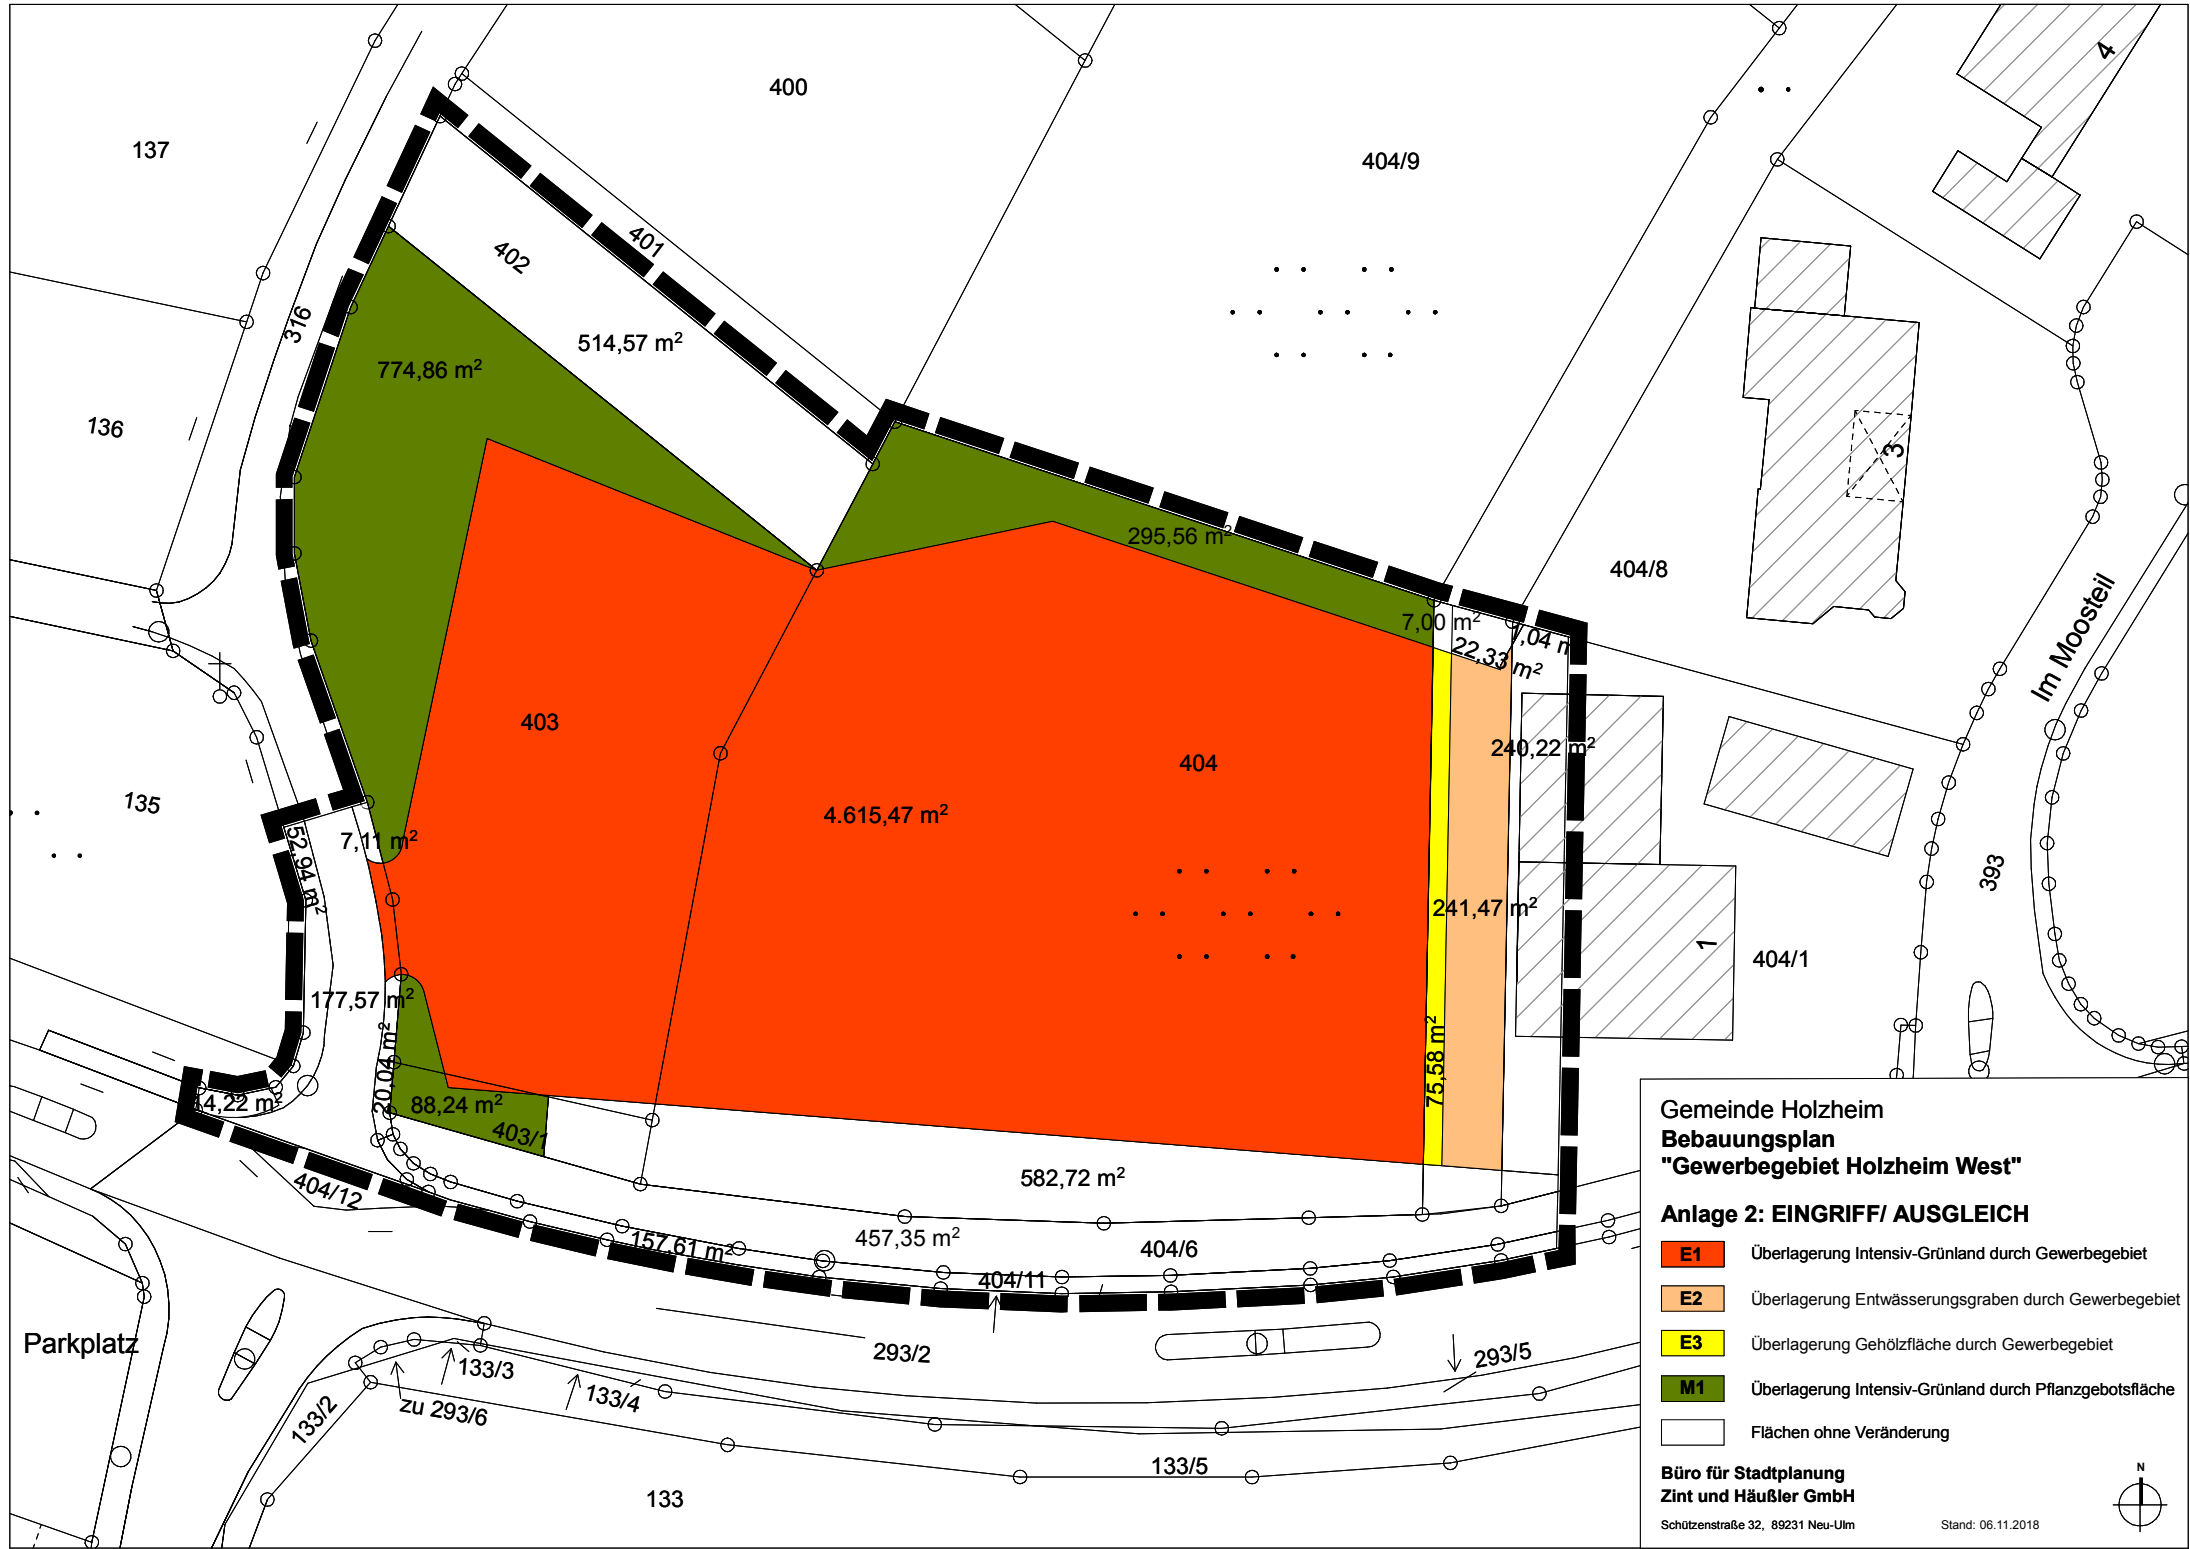 400
4
137
404/9
401
402
316
514,57 m²
774,86 m²
136
3
295,56 m²
404/8
7,00 m²
22,33 m²
Im Moosteil
403
240,22 m²
404
135
4.615,47 m²
7,11 m²
52,94 m²
393
241,47 m²
1
404/1
177,57 m²
20,04 m²
75,58 m²
88,24 m²
403/1
582,72 m²
404/12
157,61 m²
457,35 m²
404/6
404/11
Parkplatz
293/2
293/5
133/3
133/4
zu 293/6
133/2
133/5
133
Gemeinde Holzheim
Bebauungsplan
"Gewerbegebiet Holzheim West"
Anlage 2: EINGRIFF/ AUSGLEICH
E1 Überlagerung Intensiv-Grünland durch Gewerbegebiet
E2 Überlagerung Entwässerungsgraben durch Gewerbegebiet
E3 Überlagerung Gehölzfläche durch Gewerbegebiet
M1 Überlagerung Intensiv-Grünland durch Pflanzgebotsfläche
Flächen ohne Veränderung
Büro für Stadtplanung
Zint und Häußler GmbH
Schützenstraße 32, 89231 Neu-Ulm
Stand: 06.11.2018
N